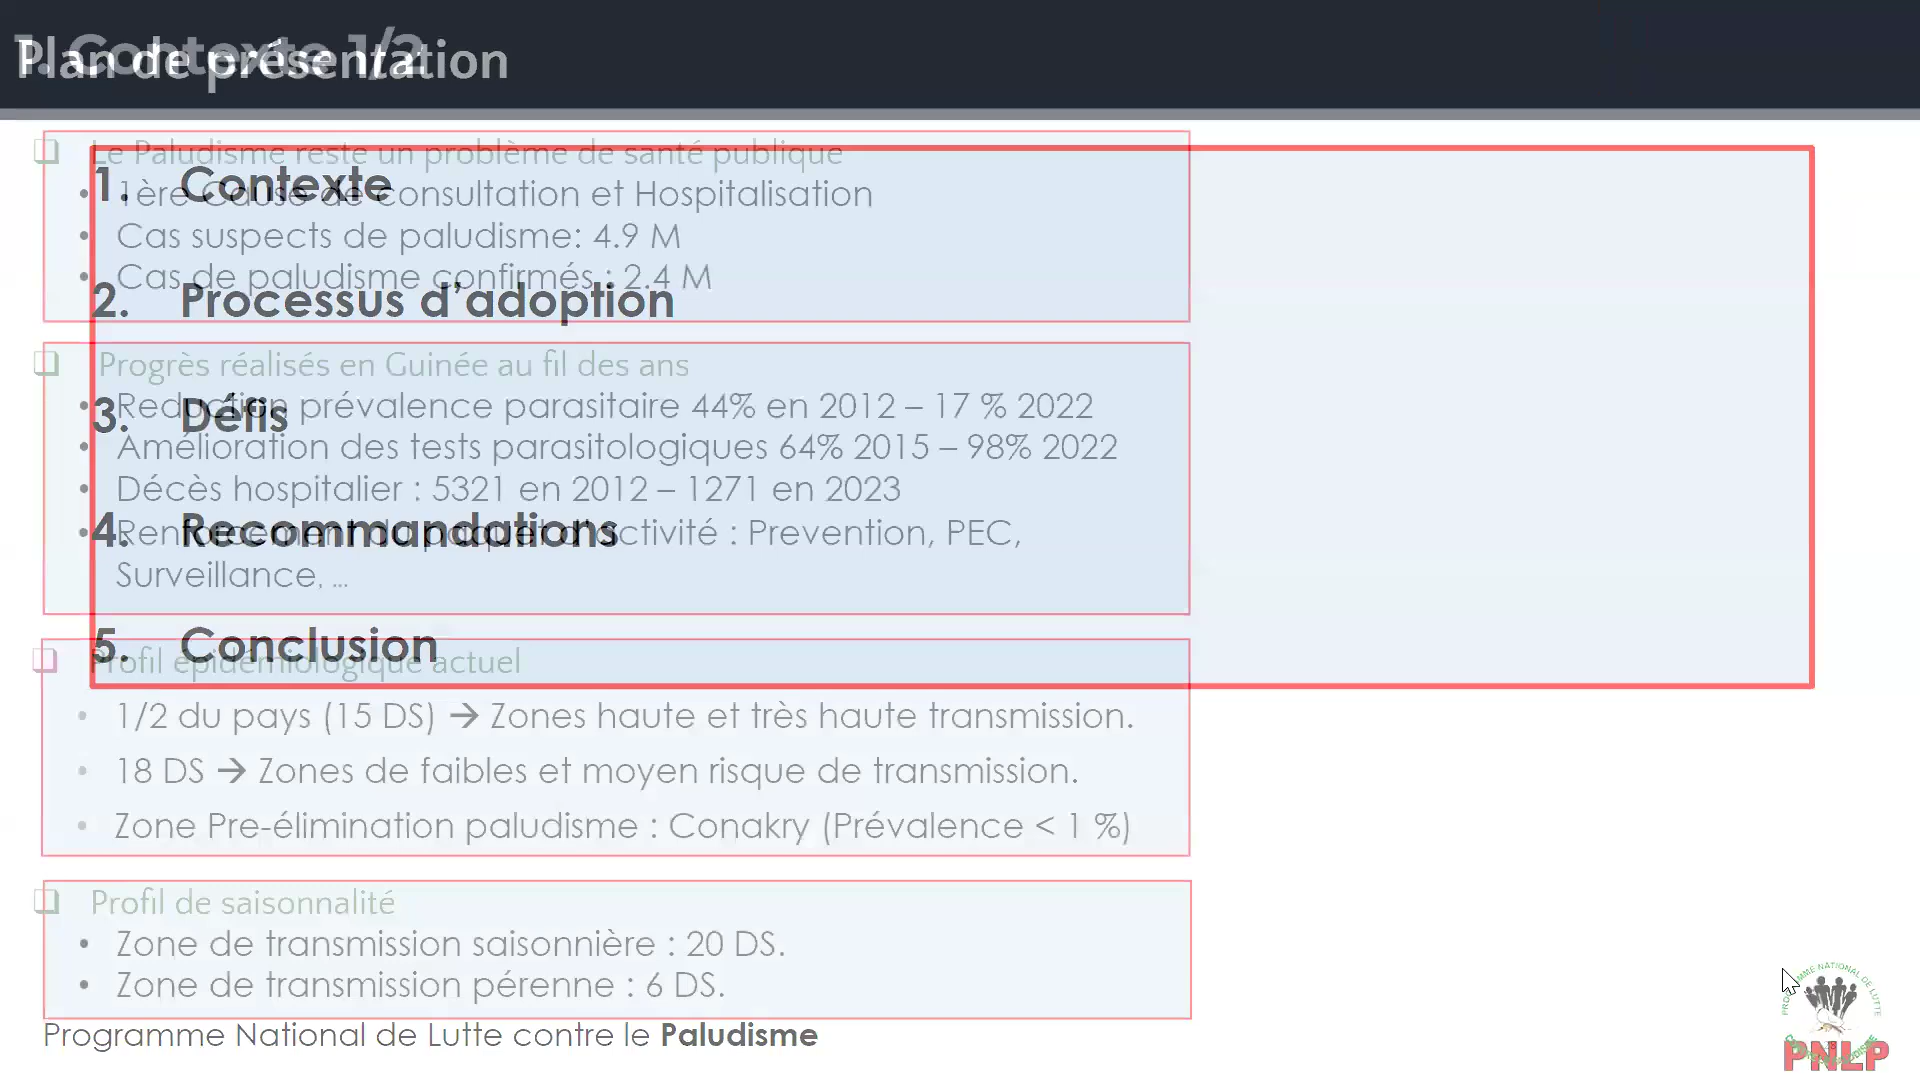 Plan de présentation
1. Contexte 1/2
1. Contexte
2. Processus d’adoption
3. Défis
4. Recommandations
5. Conclusion
❑ Le Paludisme reste un problème de santé publique
• 1ère Cause de consultation et Hospitalisation
• Cas suspects de paludisme: 4.9 M
• Cas de paludisme confirmés : 2.4 M
❑ Progrès réalisés en Guinée au fil des ans
• Reduction prévalence parasitaire 44% en 2012 – 17 % 2022
• Amélioration des tests parasitologiques 64% 2015 – 98% 2022
• Décès hospitalier : 5321 en 2012 – 1271 en 2023
• Renforcement du paquet d’activité : Prevention, PEC,
Surveillance, ...
❑ Profil épidémiologique actuel
• 1/2 du pays (15 DS) → Zones haute et très haute transmission.
• 18 DS → Zones de faibles et moyen risque de transmission.
• Zone Pre-élimination paludisme : Conakry (Prévalence < 1 %)
❑ Profil de saisonnalité
• Zone de transmission saisonnière : 20 DS.
• Zone de transmission pérenne : 6 DS.
Programme National de Lutte contre le Paludisme
PNLP